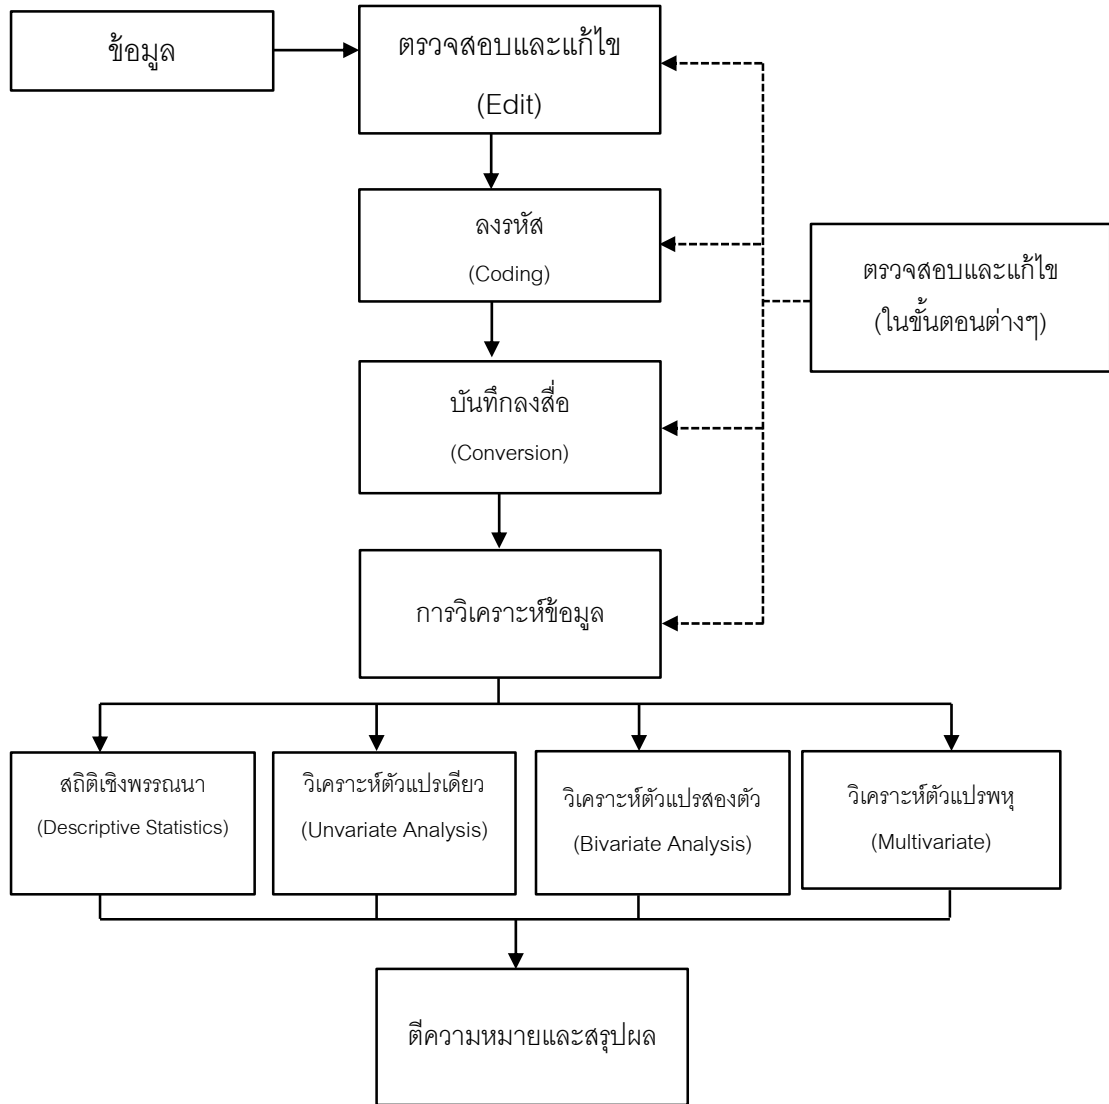 ข้อมูล
ตรวจสอบและแก้ไข
(Edit)
ลงรหัส
(Coding)
ตรวจสอบและแก้ไข
(ในขั้นตอนต่างๆ)
บันทึกลงสื่อ
(Conversion)
การวิเคราะห์ข้อมูล
สถิติเชิงพรรณนา
(Descriptive Statistics)
วิเคราะห์ตัวแปรเดียว
(Unvariate Analysis)
วิเคราะห์ตัวแปรสองตัว
(Bivariate Analysis)
วิเคราะห์ตัวแปรพหุ
(Multivariate)
ตีความหมายและสรุปผล